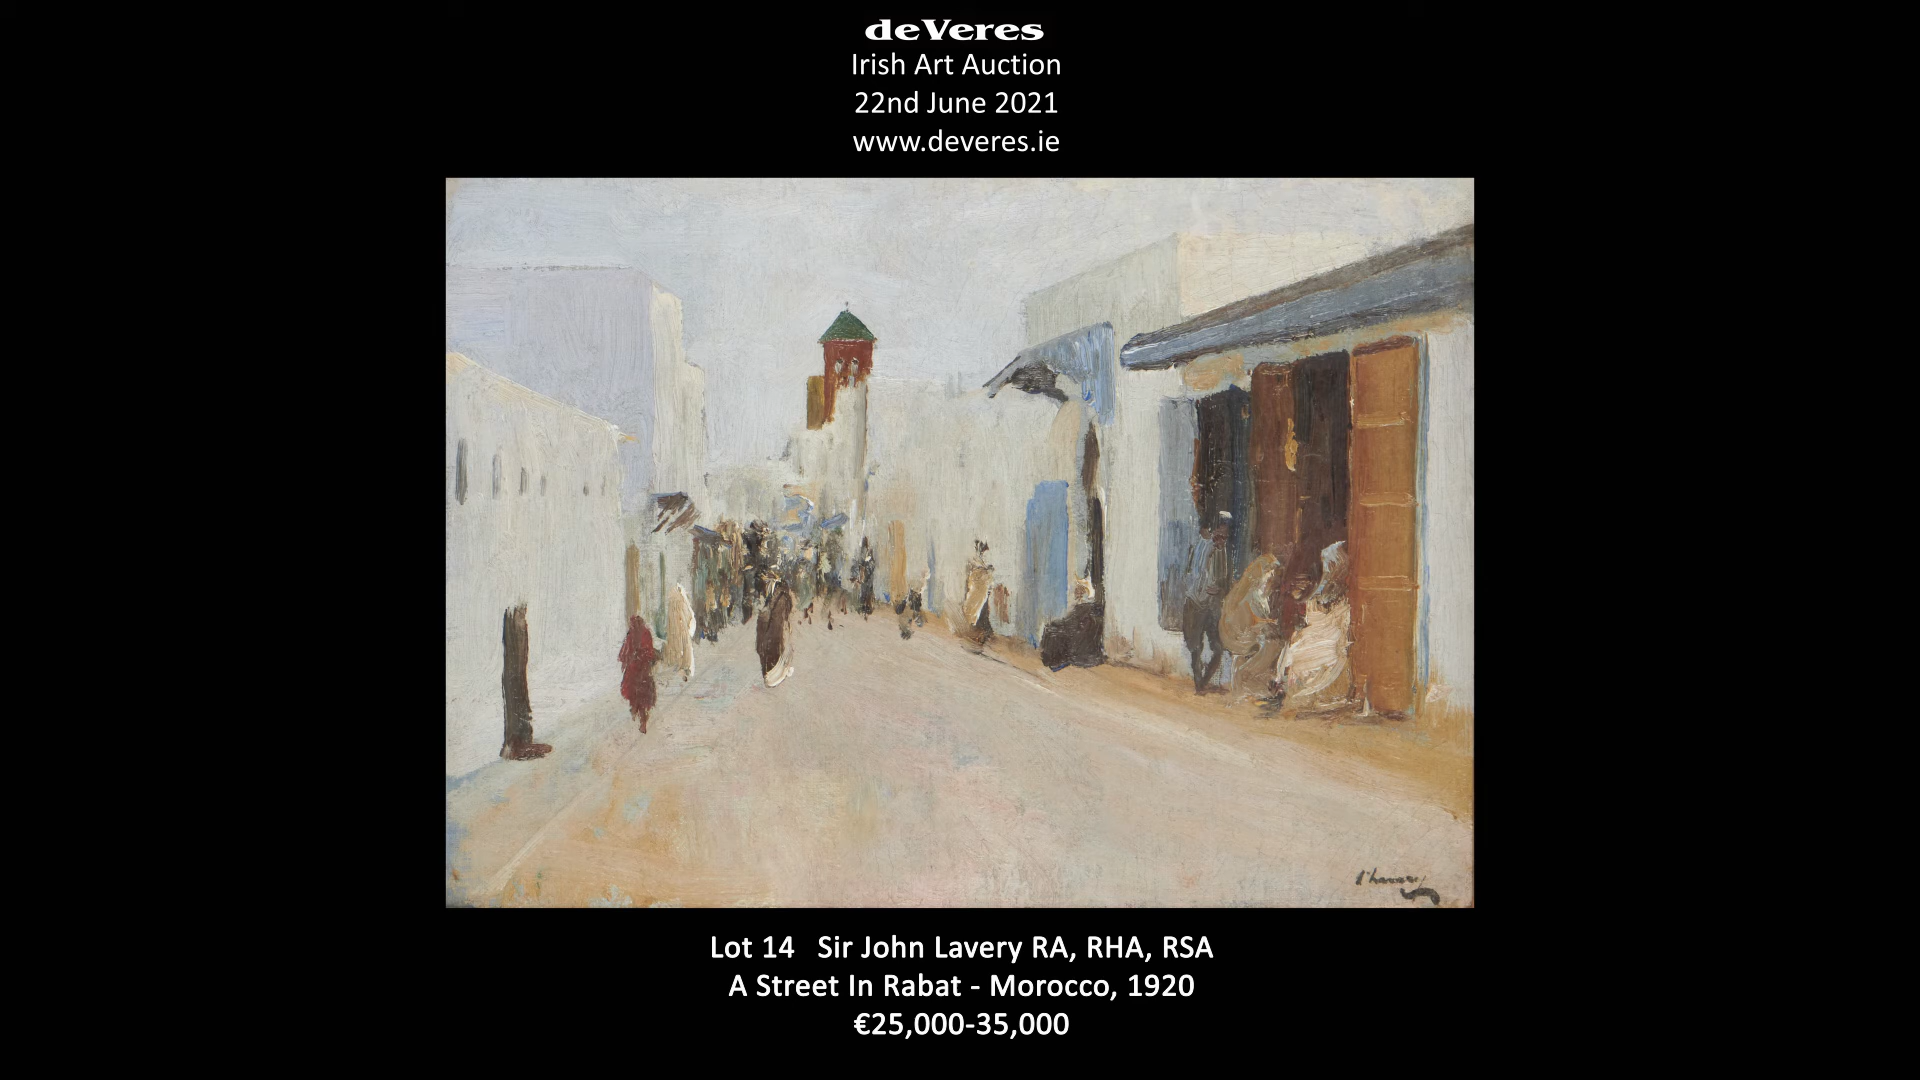 deVeres
Irish Art Auction
22nd June 2021
www.deveres.ie
Lot 14 Sir John Lavery RA, RHA, RSA
A Street In Rabat - Morocco, 1920
€25,000-35,000